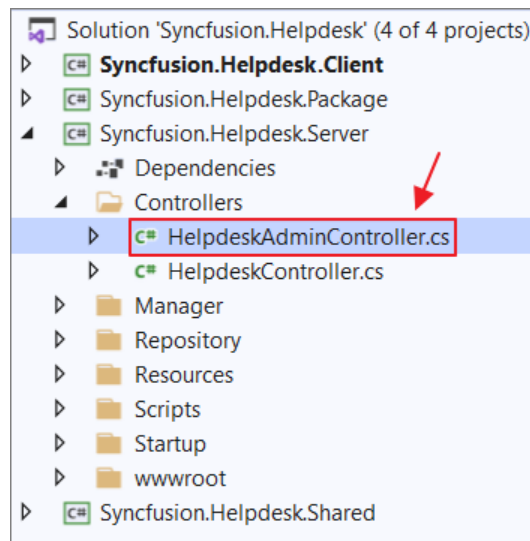 Solution 'Syncfusion.Helpdesk' (4 of 4 projects)
C# Syncfusion.Helpdesk.Client
C# Syncfusion.Helpdesk.Package
C# Syncfusion.Helpdesk.Server
Dependencies
Controllers
C# HelpdeskAdminController.cs
C# HelpdeskController.cs
Manager
Repository
Resources
Scripts
Startup
wwwroot
C# Syncfusion.Helpdesk.Shared